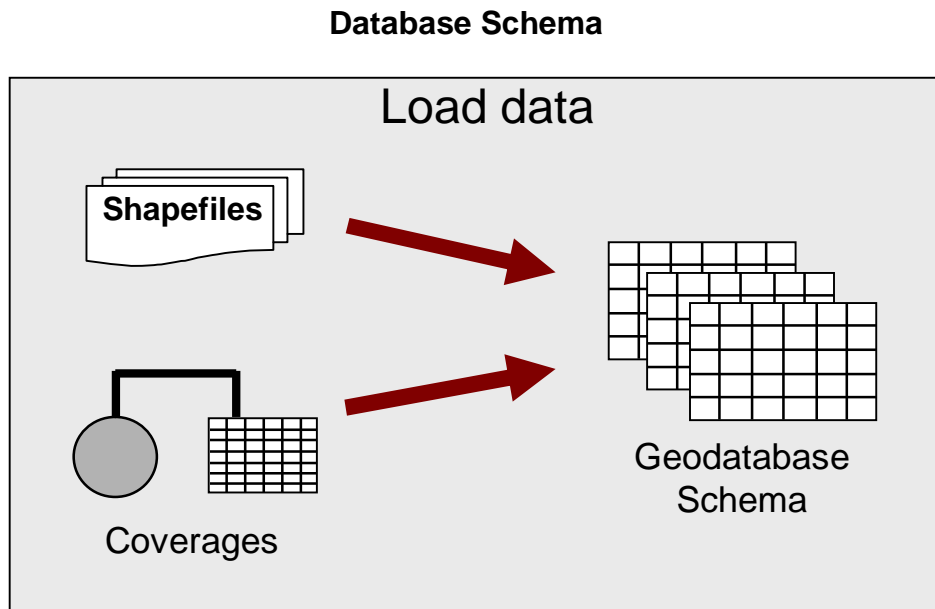 Database Schema
Load data
Shapefiles
Coverages
Geodatabase
Schema